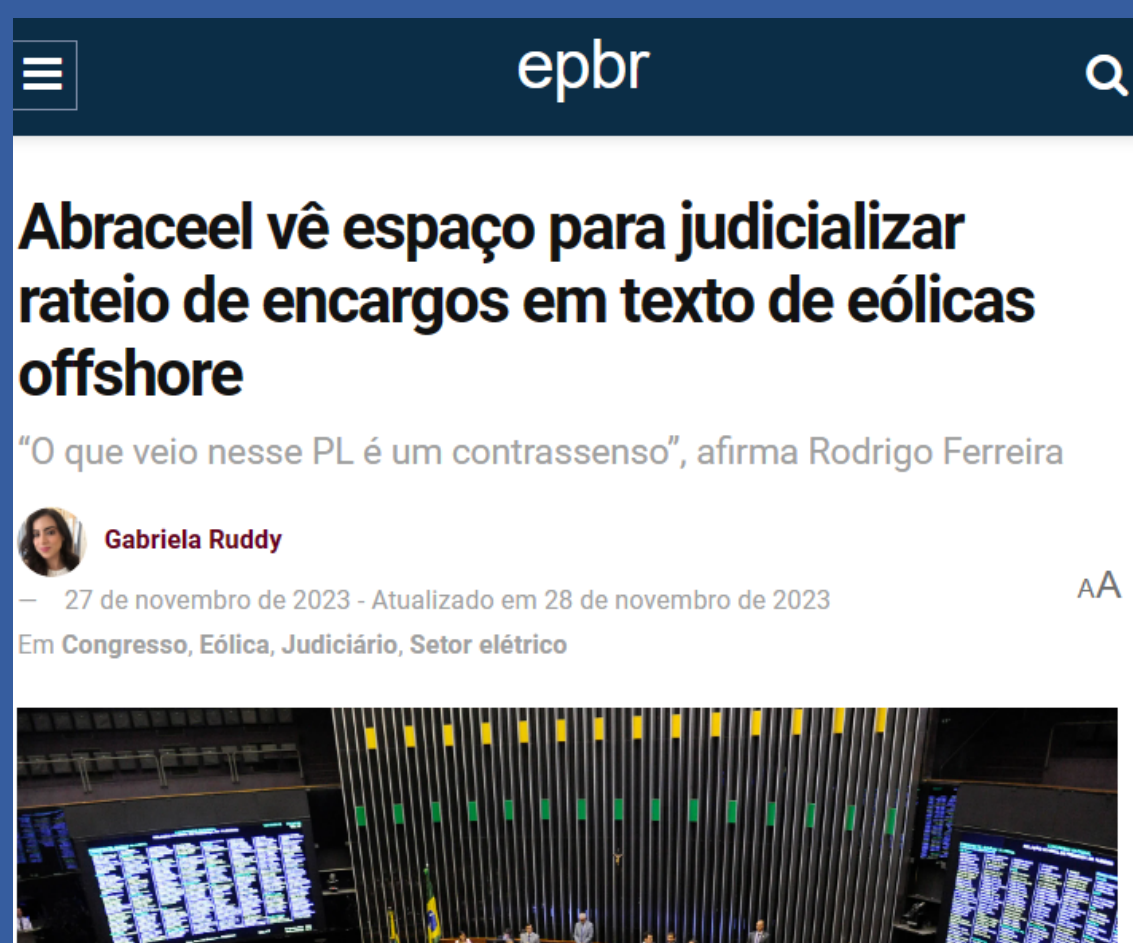 epbr
Abraceel vê espaço para judicializar
rateio de encargos em texto de eólicas
offshore
“O que veio nesse PL é um contrassenso”, afirma Rodrigo Ferreira
Gabriela Ruddy
— 27 de novembro de 2023 - Atualizado em 28 de novembro de 2023
AA
Em Congresso, Eólica, Judiciário, Setor elétrico